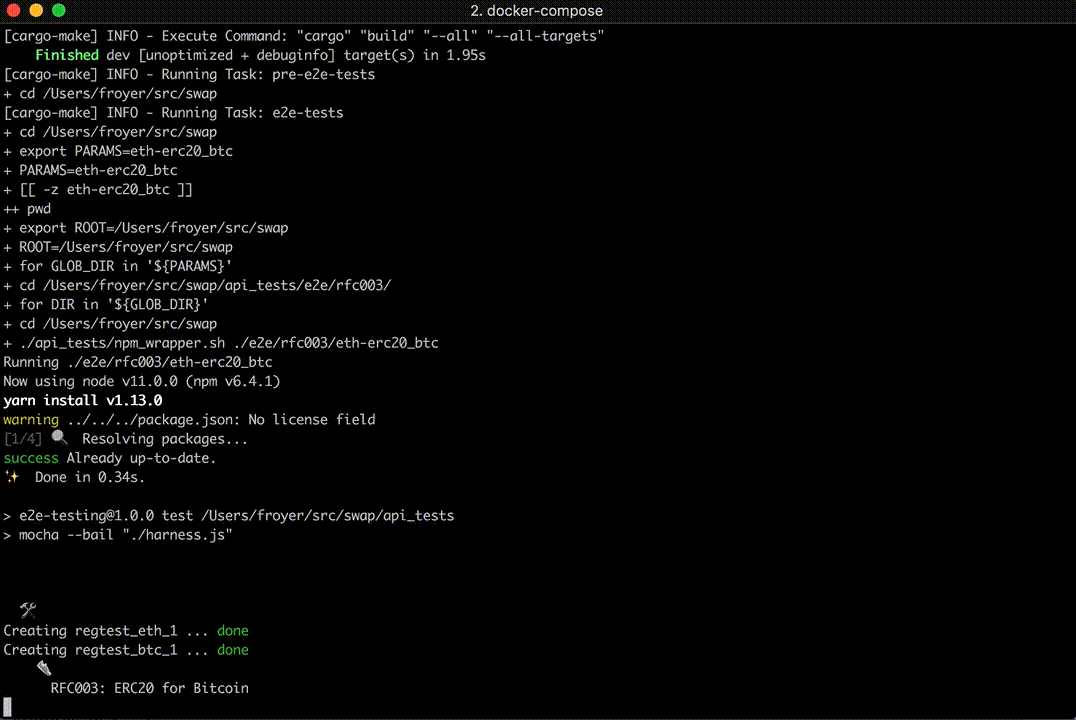 2. docker-compose
[cargo-make] INFO - Execute Command: "cargo" "build" "--all" "--all-targets"
Finished dev [unoptimized + debuginfo] target(s) in 1.95s
[cargo-make] INFO - Running Task: pre-e2e-tests
+ cd /Users/froyer/src/swap
[cargo-make] INFO - Running Task: e2e-tests
+ cd /Users/froyer/src/swap
+ export PARAMS=eth-erc20_btc
+ PARAMS=eth-erc20_btc
+ [[ -z eth-erc20_btc ]]
++ pwd
+ export ROOT=/Users/froyer/src/swap
+ ROOT=/Users/froyer/src/swap
+ for GLOB_DIR in '${PARAMS}'
+ cd /Users/froyer/src/swap/api_tests/e2e/rfc003/
+ for DIR in '${GLOB_DIR}'
+ cd /Users/froyer/src/swap
+ ./api_tests/npm_wrapper.sh ./e2e/rfc003/eth-erc20_btc
Running ./e2e/rfc003/eth-erc20_btc
Now using node v11.0.0 (npm v6.4.1)
yarn install v1.13.0
warning ../../../package.json: No license field
[1/4] 🔍 Resolving packages...
success Already up-to-date.
✨ Done in 0.34s.
> e2e-testing@1.0.0 test /Users/froyer/src/swap/api_tests
> mocha --bail "./harness.js"
Creating regtest_eth_1 ... done
Creating regtest_btc_1 ... done
RFC003: ERC20 for Bitcoin